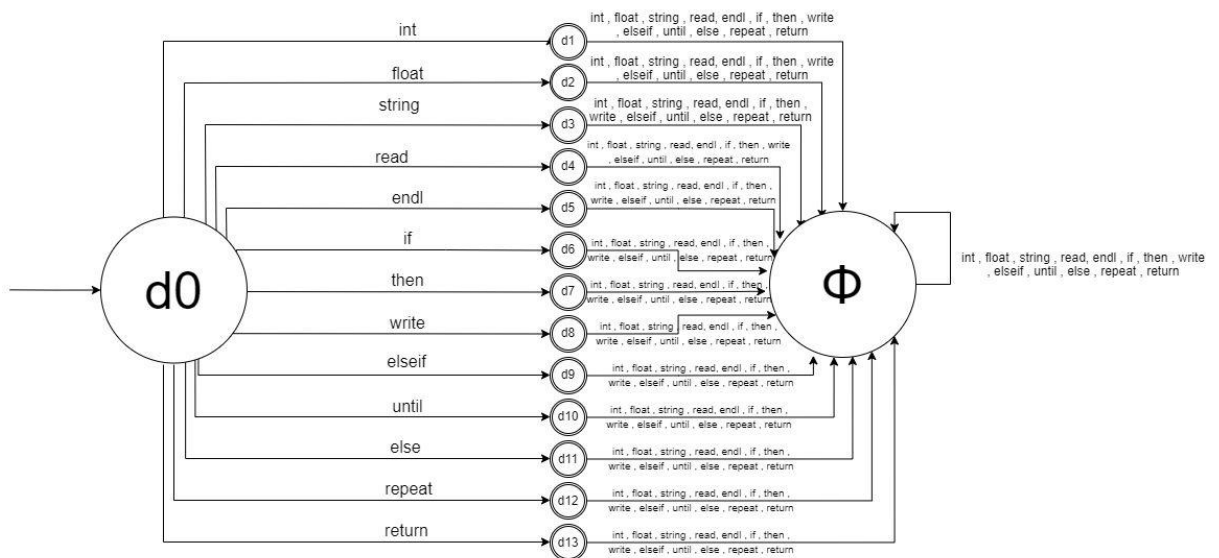 int
d1
int , float , string , read, endl , if , then , write
, elseif , until , else , repeat , return
float
d2
int , float , string , read, endl , if , then , write
, elseif , until , else , repeat , return
string
d3
int , float , string , read, endl , if , then ,
write , elseif , until , else , repeat , return
read
d4
int , float , string , read, endl , if , then , write
, elseif , until , else , repeat , return
endl
d5
int , float , string , read, endl , if , then ,
write , elseif , until , else , repeat , return
if
d6
int , float , string , read, endl , if , then ,
write , elseif , until , else , repeat , return
d0
then
d7
int , float , string , read, endl , if , then ,
write , elseif , until , else , repeat , return
Φ
int , float , string , read, endl , if , then , write
, elseif , until , else , repeat , return
write
d8
int , float , string , read, endl , if , then ,
write , elseif , until , else , repeat , return
elseif
d9
int , float , string , read, endl , if , then ,
write , elseif , until , else , repeat , return
until
d10
int , float , string , read, endl , if , then ,
write , elseif , until , else , repeat , return
else
d11
int , float , string , read, endl , if , then ,
write , elseif , until , else , repeat , return
repeat
d12
int , float , string , read, endl , if , then ,
write , elseif , until , else , repeat , return
return
d13
int , float , string , read, endl , if , then ,
write , elseif , until , else , repeat , return